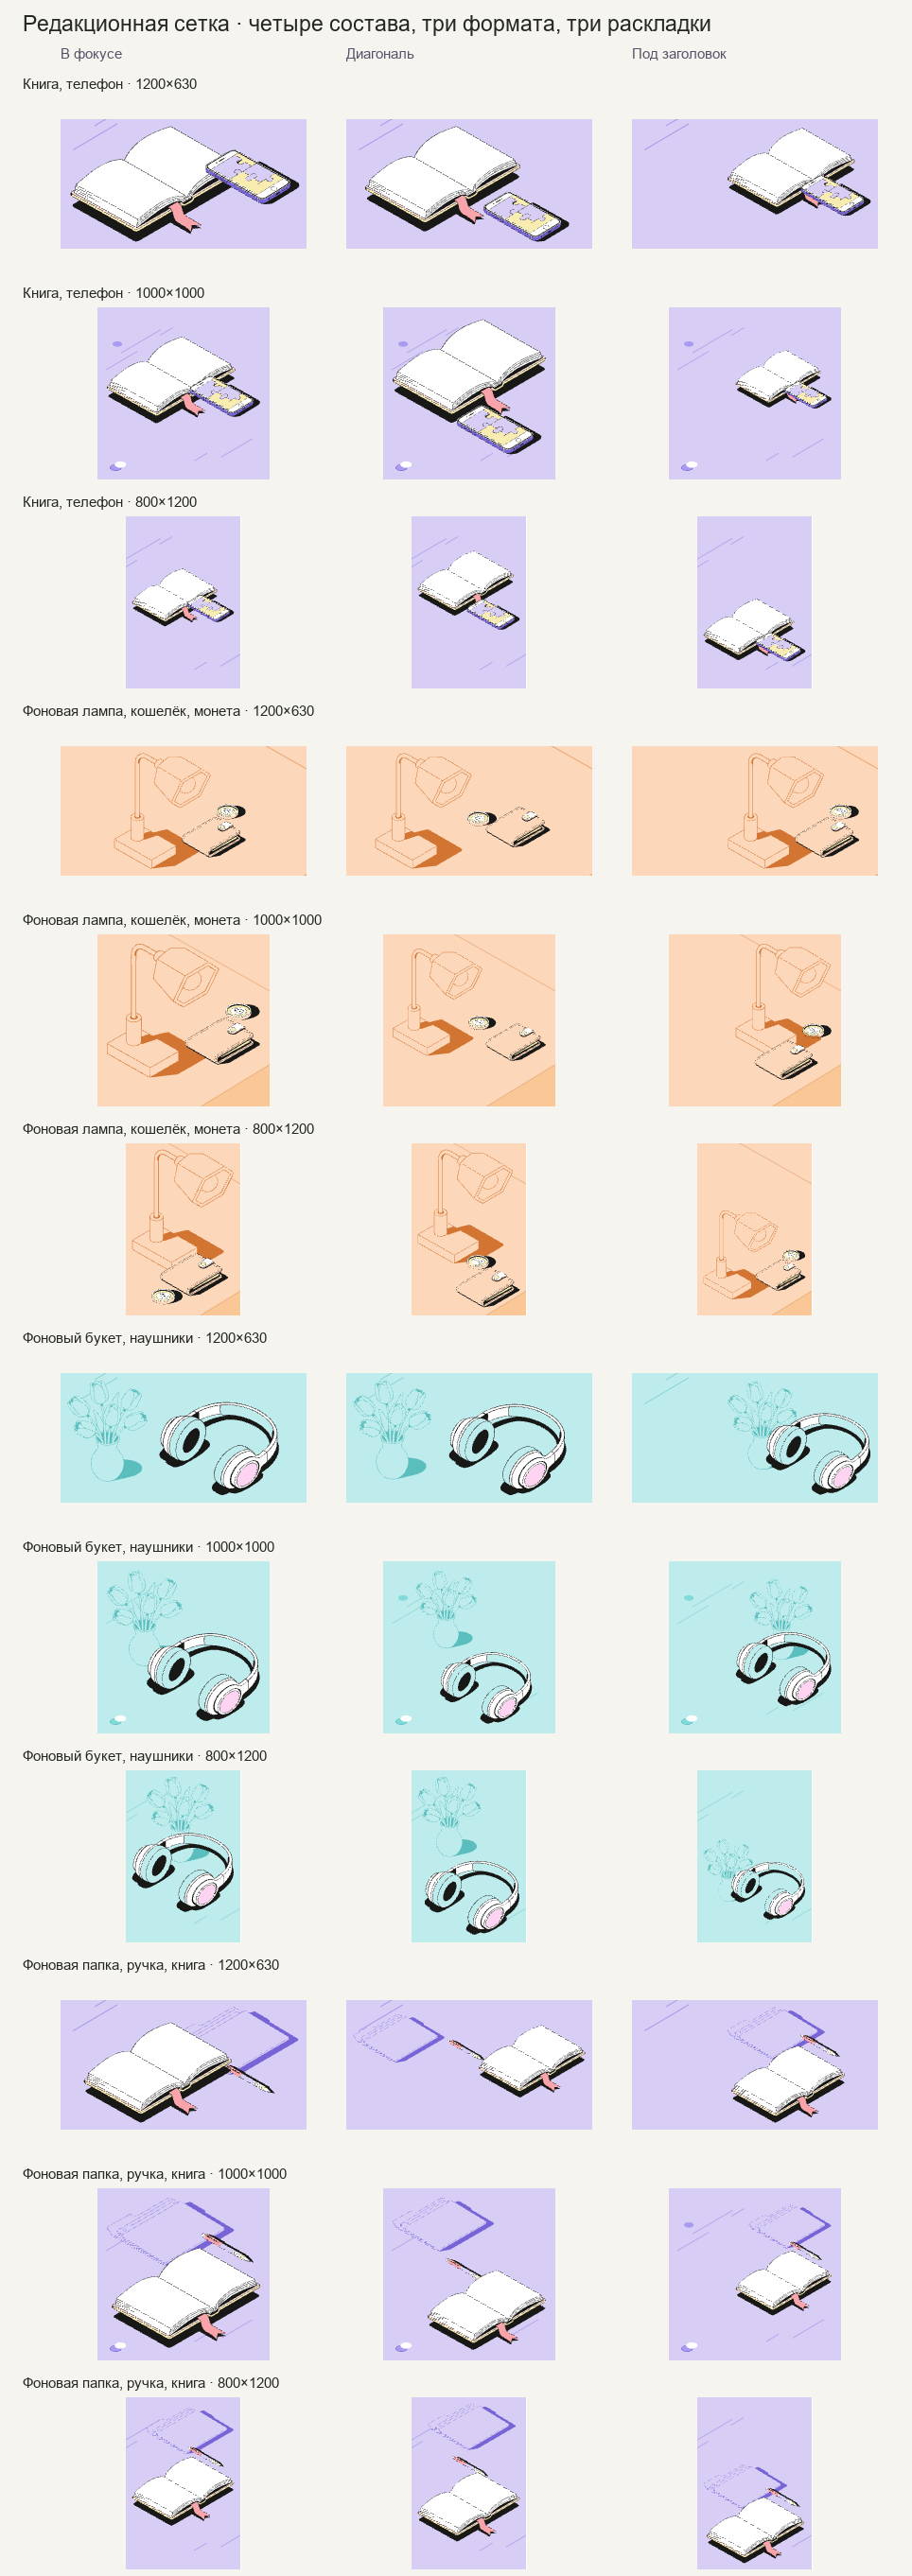 Редакционная сетка · четыре состава, три формата, три раскладки
В фокусе
Диагональ
Под заголовок
Книга, телефон · 1200×630
Книга, телефон · 1000×1000
Книга, телефон · 800×1200
Фоновая лампа, кошелёк, монета · 1200×630
Фоновая лампа, кошелёк, монета · 1000×1000
Фоновая лампа, кошелёк, монета · 800×1200
Фоновый букет, наушники · 1200×630
Фоновый букет, наушники · 1000×1000
Фоновый букет, наушники · 800×1200
Фоновая папка, ручка, книга · 1200×630
Фоновая папка, ручка, книга · 1000×1000
Фоновая папка, ручка, книга · 800×1200